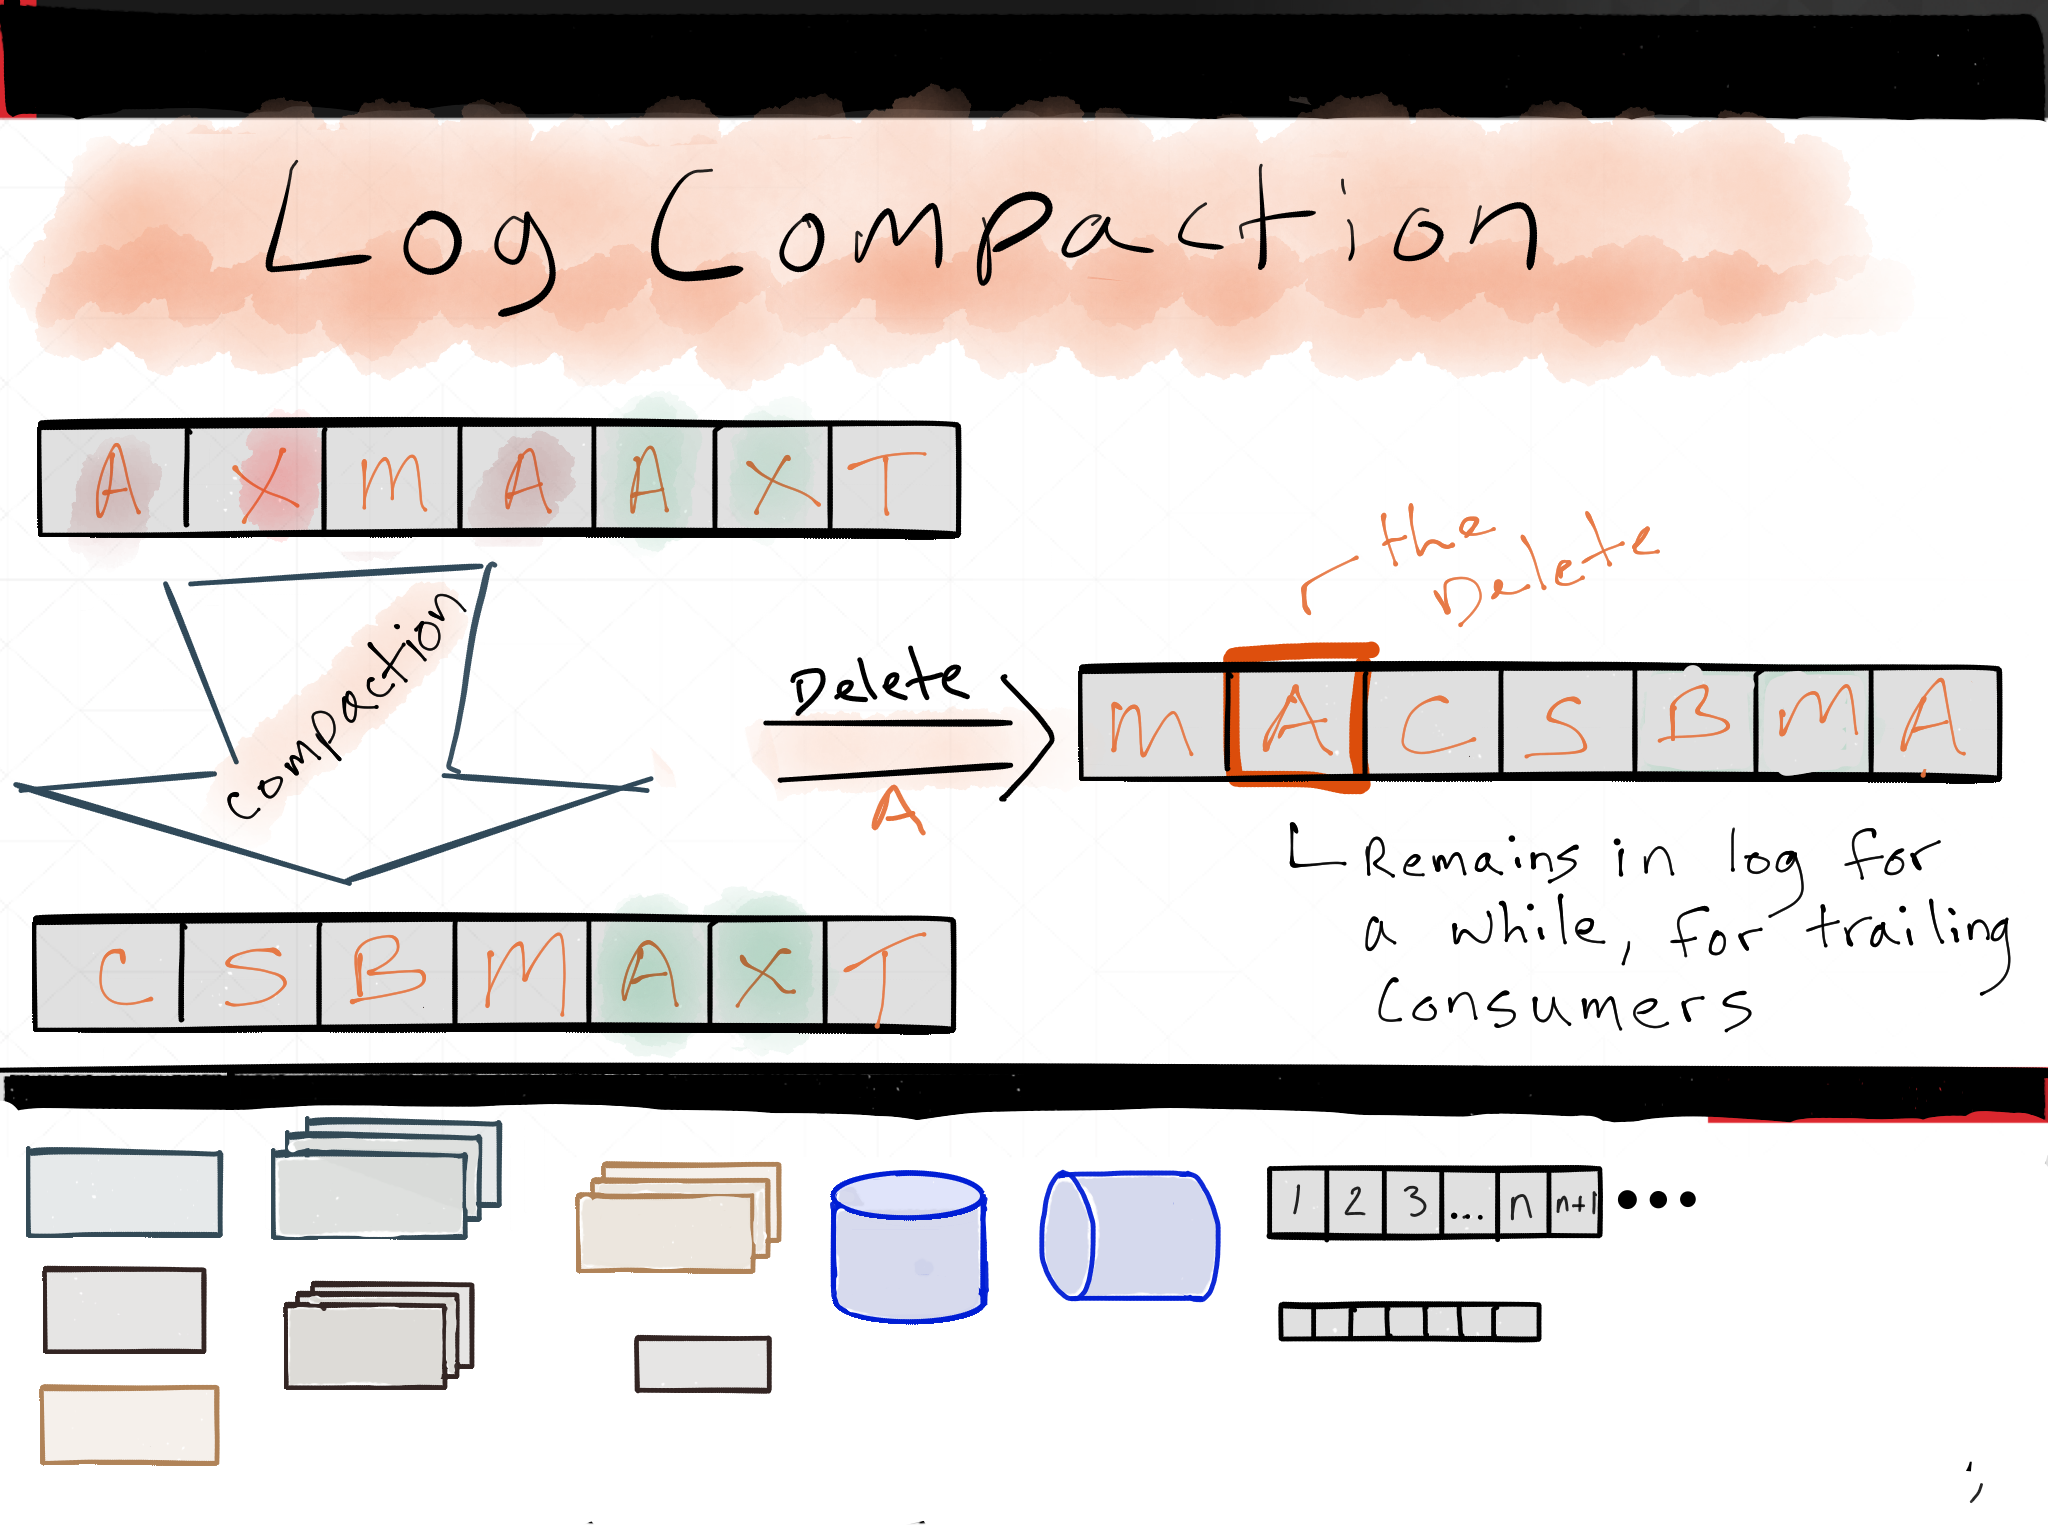 Log Compaction
A X M A A X T
compaction
the
Delete
Delete
A
M A C S B M A
Remains in log for
a while, for trailing
Consumers
C S B M A X T
1 2 3 ... n n+1 •••